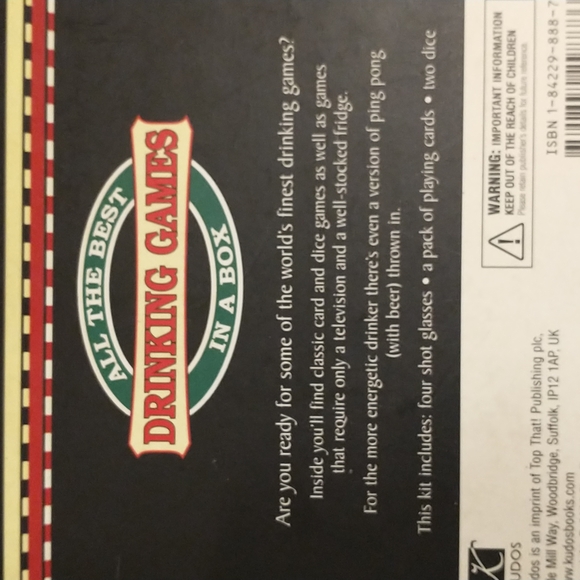 ALL THE BEST
DRINKING GAMES
IN A BOX
Are you ready for some of the world's finest drinking games?
Inside you'll find classic card and dice games as well as games
that require only a television and a well-stocked fridge.
For the more energetic drinker there's even a version of ping pong
(with beer) thrown in.
This kit includes: four shot glasses • a pack of playing cards • two dice
WARNING: IMPORTANT INFORMATION
KEEP OUT OF THE REACH OF CHILDREN
Please retain publisher's details for future reference.
ISBN 1-84229-888-7
UDOS
dos is an imprint of Top That! Publishing plc,
e Mill Way, Woodbridge, Suffolk, IP12 1AP, UK
w.kudosbooks.com